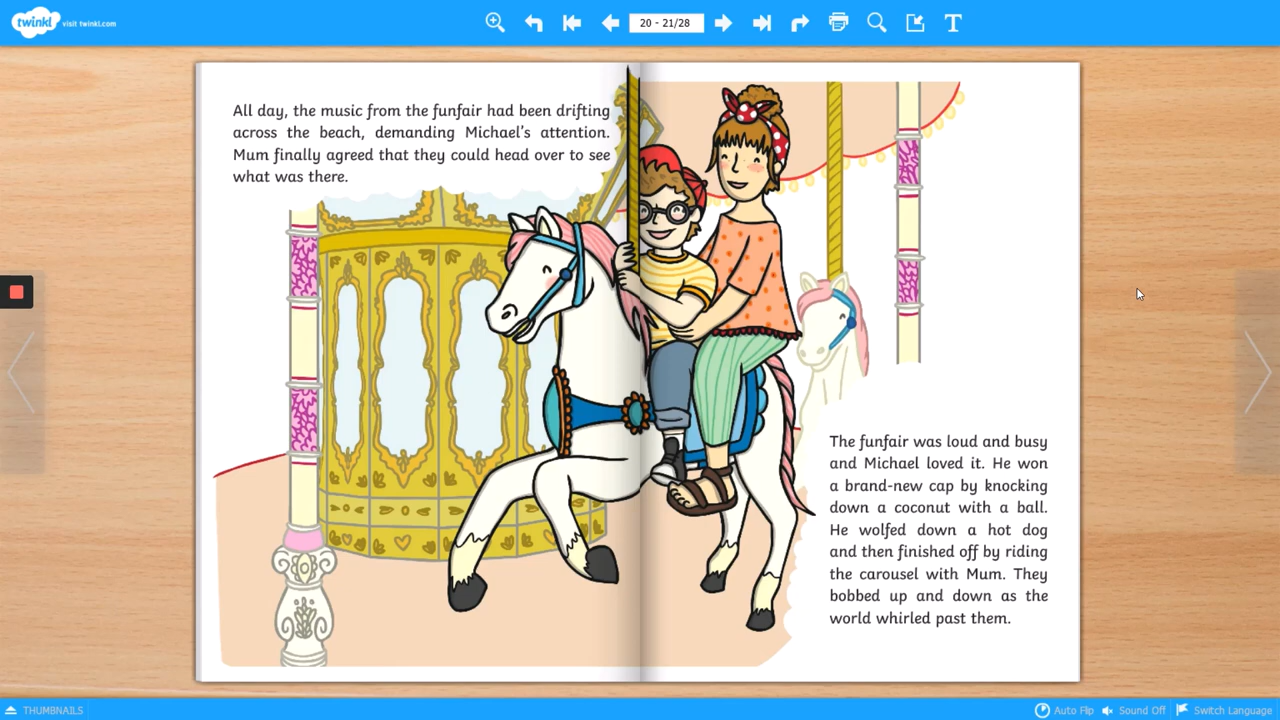 twinkl visit twinkl.com
20 - 21/28
T
All day, the music from the funfair had been drifting
across the beach, demanding Michael's attention.
Mum finally agreed that they could head over to see
what was there.
The funfair was loud and busy
and Michael loved it. He won
a brand-new cap by knocking
down a coconut with a ball.
He wolfed down a hot dog
and then finished off by riding
the carousel with Mum. They
bobbed up and down as the
world whirled past them.
THUMBNAILS
Auto Flip
Sound Off
Switch Language